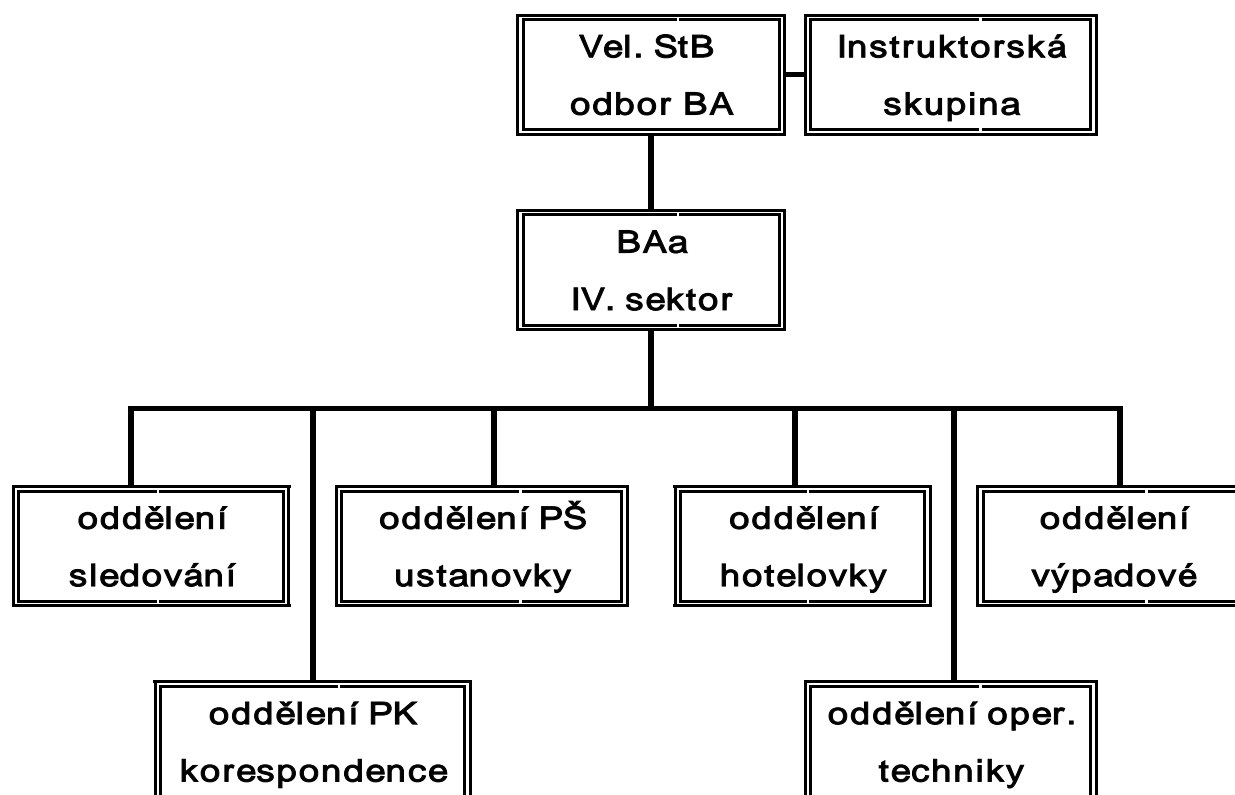 Vel. StB
odbor BA
Instruktorská
skupina
BAa
IV. sektor
oddělení
sledování
oddělení PŠ
ustanovky
oddělení
hotelovky
oddělení
výpadové
oddělení PK
korespondence
oddělení oper.
techniky